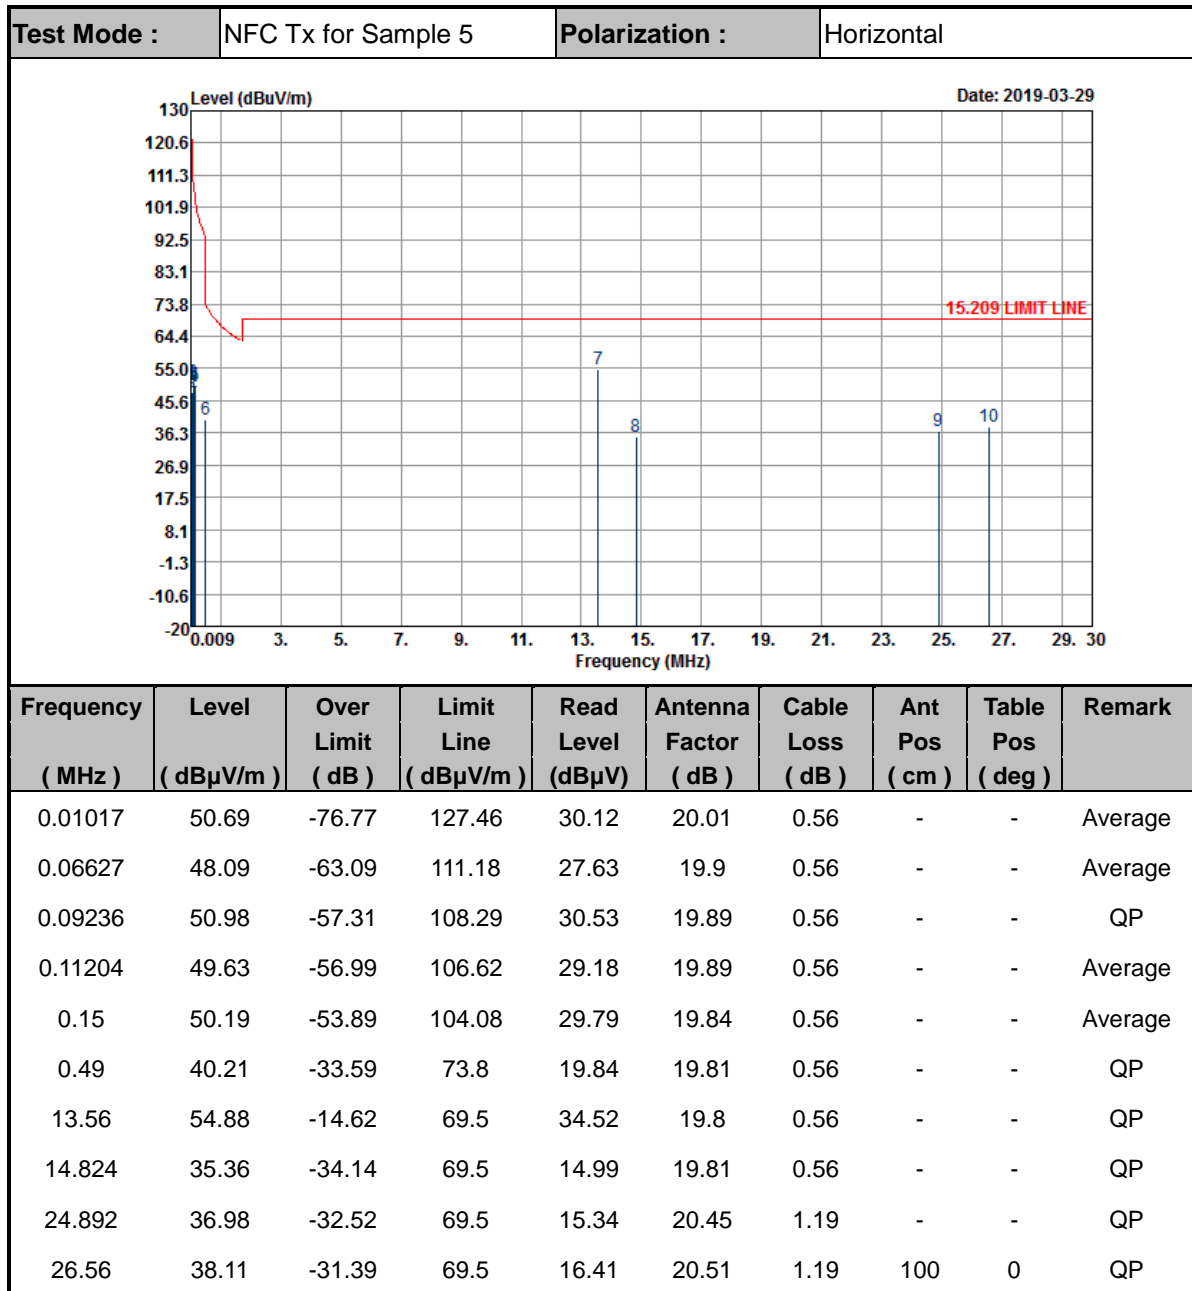 Test Mode : NFC Tx for Sample 5 Polarization : Horizontal
Level (dBuV/m) Date: 2019-03-29
130
120.6
111.3
101.9
92.5
83.1
73.8
15.209 LIMIT LINE
64.4
7
55.0
45.6
6
8
9
10
36.3
26.9
17.5
8.1
-1.3
-10.6
-20
0.009 3. 5. 7. 9. 11. 13. 15. 17. 19. 21. 23. 25. 27. 29. 30
Frequency (MHz)
Frequency Level Over Limit Read Antenna Cable Ant Table Remark
Limit Line Level Factor Loss Pos Pos
( MHz ) ( dBµV/m ) ( dB ) ( dBµV/m ) (dBµV) ( dB ) ( dB ) ( cm ) ( deg )
0.01017 50.69 -76.77 127.46 30.12 20.01 0.56 - - Average
0.06627 48.09 -63.09 111.18 27.63 19.9 0.56 - - Average
0.09236 50.98 -57.31 108.29 30.53 19.89 0.56 - - QP
0.11204 49.63 -56.99 106.62 29.18 19.89 0.56 - - Average
0.15 50.19 -53.89 104.08 29.79 19.84 0.56 - - Average
0.49 40.21 -33.59 73.8 19.84 19.81 0.56 - - QP
13.56 54.88 -14.62 69.5 34.52 19.8 0.56 - - QP
14.824 35.36 -34.14 69.5 14.99 19.81 0.56 - - QP
24.892 36.98 -32.52 69.5 15.34 20.45 1.19 - - QP
26.56 38.11 -31.39 69.5 16.41 20.51 1.19 100 0 QP